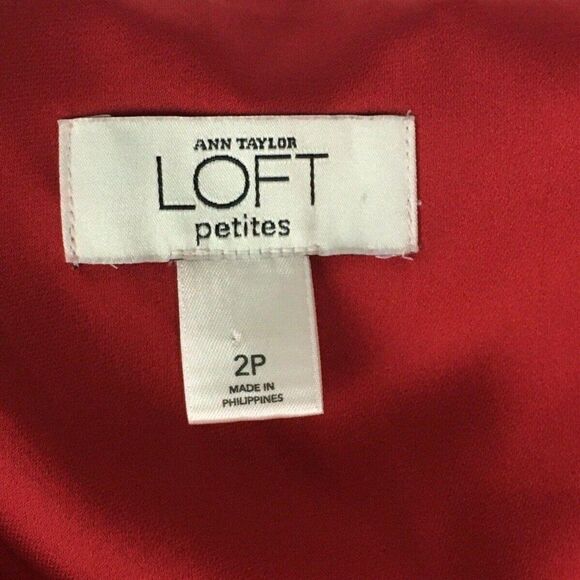 ANN TAYLOR
LOFT
petites
2P
MADE IN
PHILIPPINES